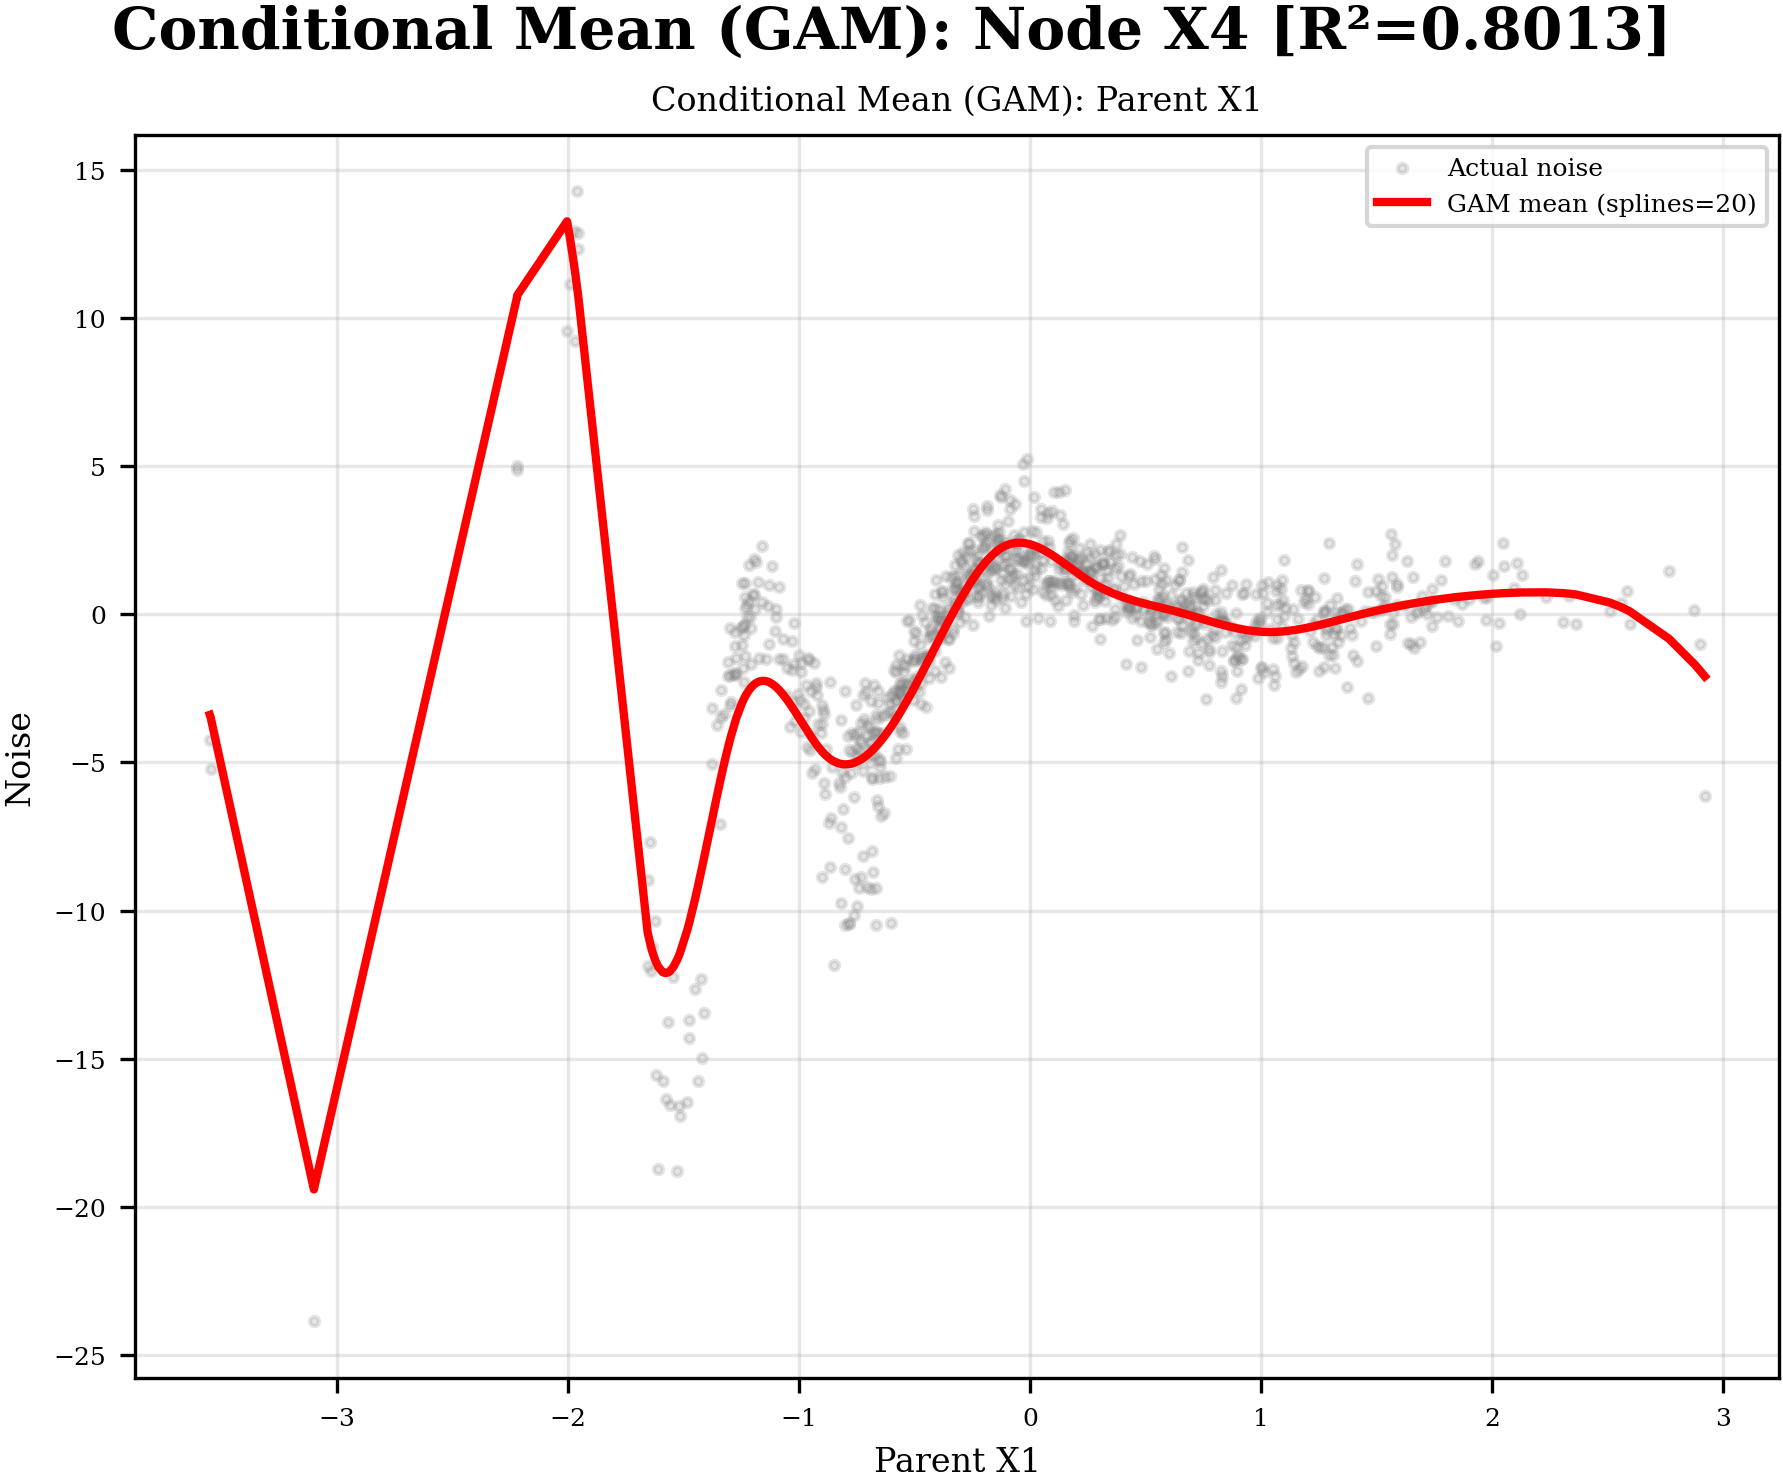 Conditional Mean (GAM): Node X4 [R²=0.8013]
Conditional Mean (GAM): Parent X1
Actual noise
GAM mean (splines=20)
Noise
15
10
5
0
−5
−10
−15
−20
−25
−3
−2
−1
0
1
2
3
Parent X1